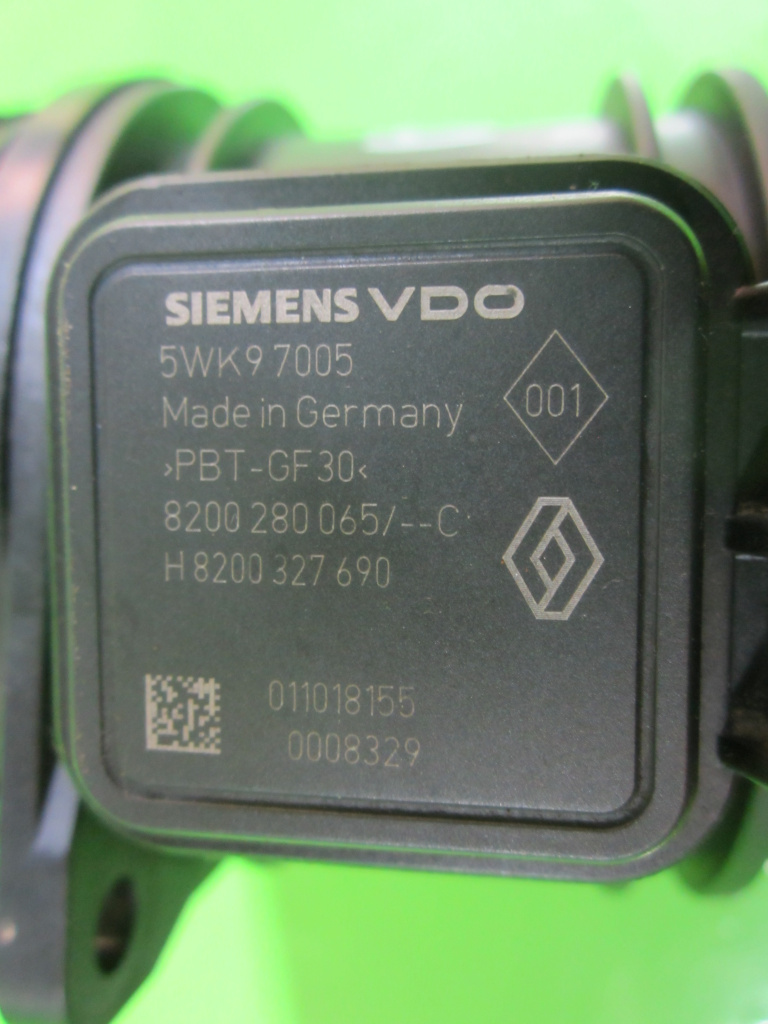 SIEMENS VDO
5WK9 7005
001
Made in Germany
>PBT-GF30<
8200 280 065/--C
H 8200 327 690
011018155
0008329